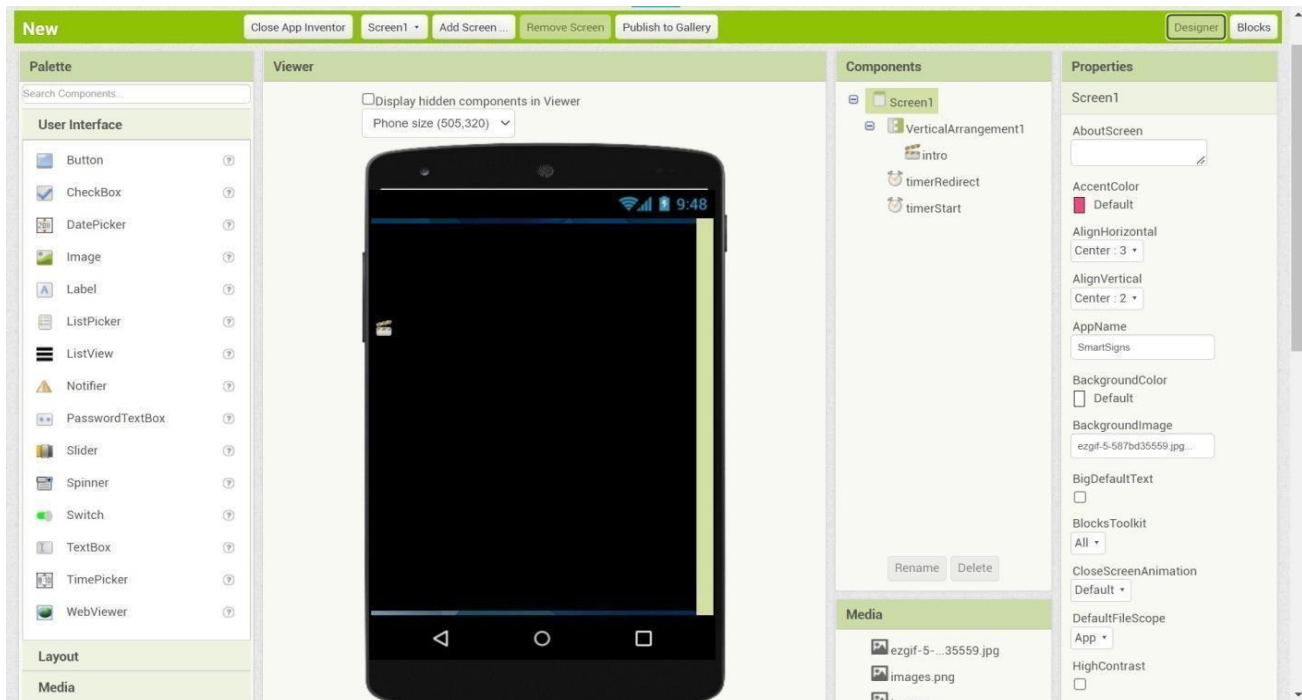 New
Close App Inventor
Screen1
Add Screen ...
Remove Screen
Publish to Gallery
Designer
Blocks
Palette
Search Components...
User Interface
Button
CheckBox
DatePicker
Image
Label
ListPicker
ListView
Notifier
PasswordTextBox
Slider
Spinner
Switch
TextBox
TimePicker
WebViewer
Layout
Media
Viewer
Display hidden components in Viewer
Phone size (505,320)
9:48
Components
Screen1
VerticalArrangement1
intro
timerRedirect
timerStart
Rename
Delete
Media
ezgif-5-...35559.jpg
images.png
Properties
Screen1
AboutScreen
AccentColor
Default
AlignHorizontal
Center : 3
AlignVertical
Center : 2
AppName
SmartSigns
BackgroundColor
Default
BackgroundImage
ezgif-5-587bd35559.jpg...
BigDefaultText
BlocksToolkit
All
CloseScreenAnimation
Default
DefaultFileScope
App
HighContrast